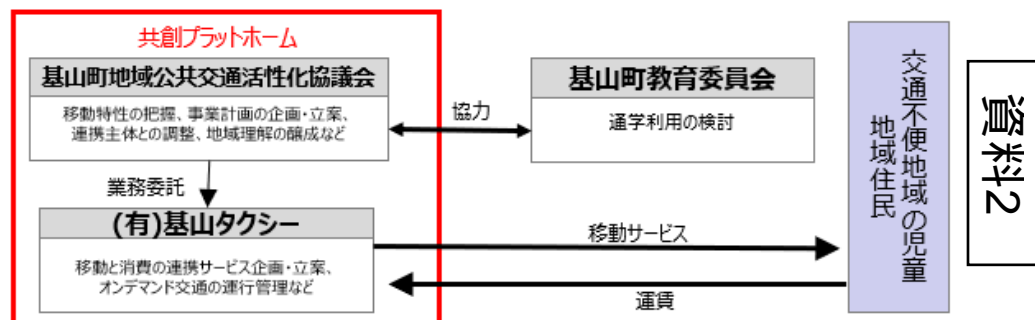 共創プラットホーム
基山町地域公共交通活性化協議会
移動特性の把握、事業計画の企画・立案、
連携主体との調整、地域理解の醸成など
協力
基山町教育委員会
通学利用の検討
業務委託
(有)基山タクシー
移動と消費の連携サービス企画・立案、
オンデマンド交通の運行管理など
移動サービス
運賃
交通不便地域の児童
地域住民
資料2